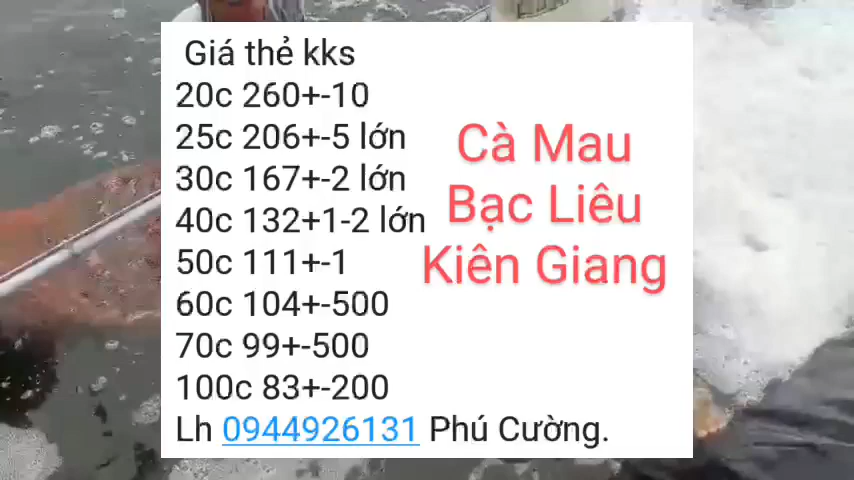 Giá thẻ kks
20c 260+-10
25c 206+-5 lớn
30c 167+-2 lớn
40c 132+1-2 lớn
50c 111+-1
60c 104+-500
70c 99+-500
100c 83+-200
Lh 0944926131 Phú Cường.
Cà Mau
Bạc Liêu
Kiên Giang